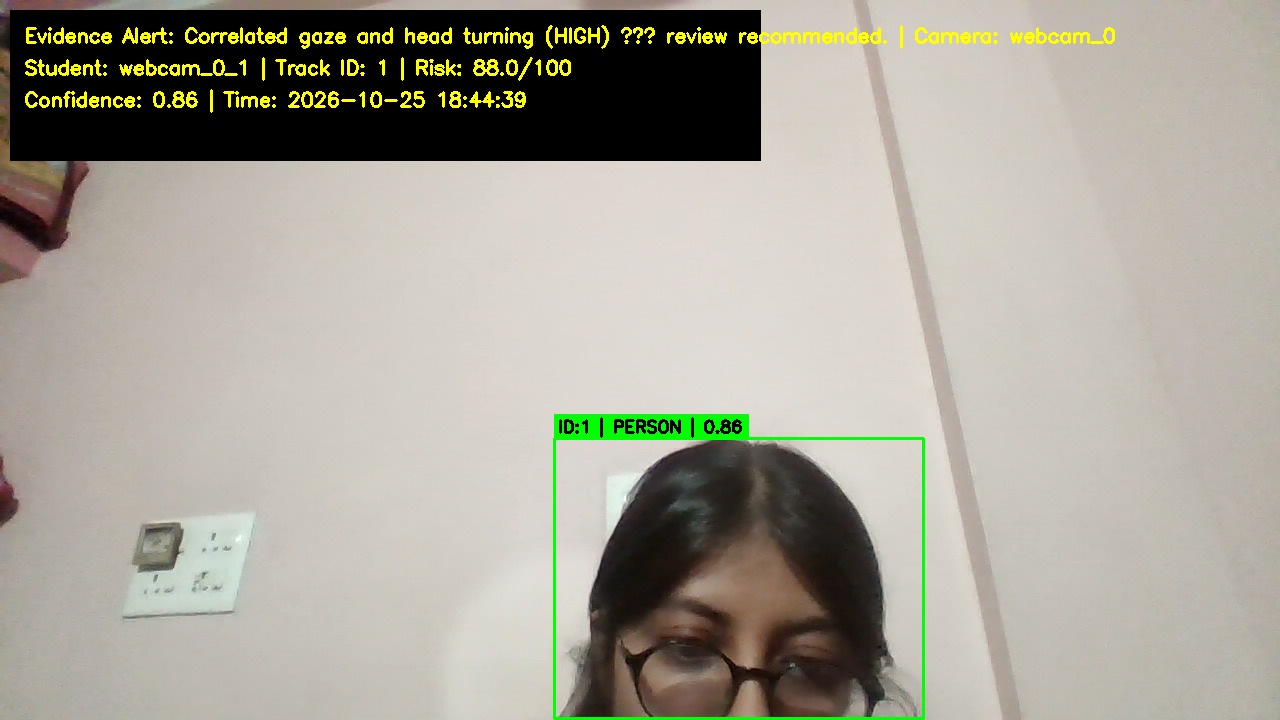 Evidence Alert: Correlated gaze and head turning (HIGH) ??? review recommended. | Camera: webcam_0
Student: webcam_0_1 | Track ID: 1 | Risk: 88.0/100
Confidence: 0.86 | Time: 2026-10-25 18:44:39
ID:1 | PERSON | 0.86